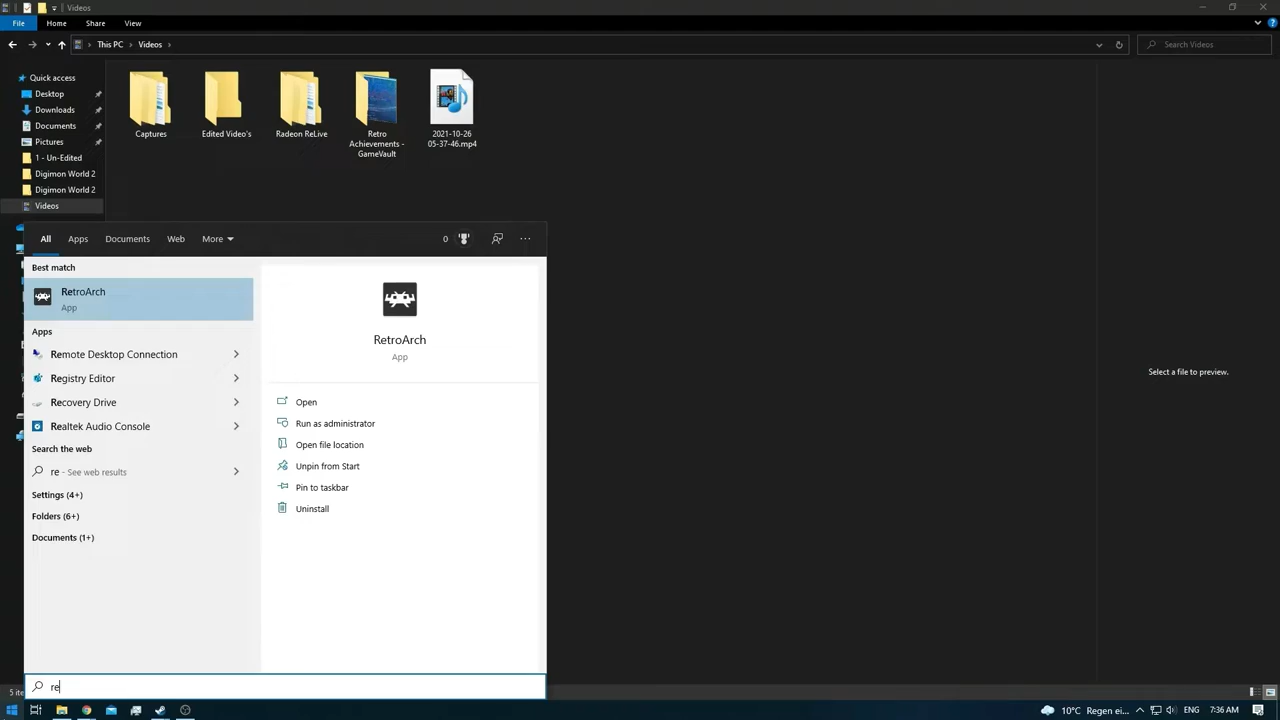 Videos
File Home Share View
This PC Videos
Search Videos
Quick access
Desktop
Downloads
Documents
Pictures
1 - Un-Edited
Digimon World 2
Digimon World 2
Videos
Captures
Edited Video's
Radeon ReLive
Retro
Achievements -
GameVault
2021-10-26
05-37-46.mp4
Select a file to preview.
All Apps Documents Web More 0
Best match
RetroArch
App
Apps
Remote Desktop Connection
Registry Editor
Recovery Drive
Realtek Audio Console
Search the web
re - See web results
Settings (4+)
Folders (6+)
Documents (1+)
RetroArch
App
Open
Run as administrator
Open file location
Unpin from Start
Pin to taskbar
Uninstall
5 ite
re
10°C Regen ei... ENG 7:36 AM